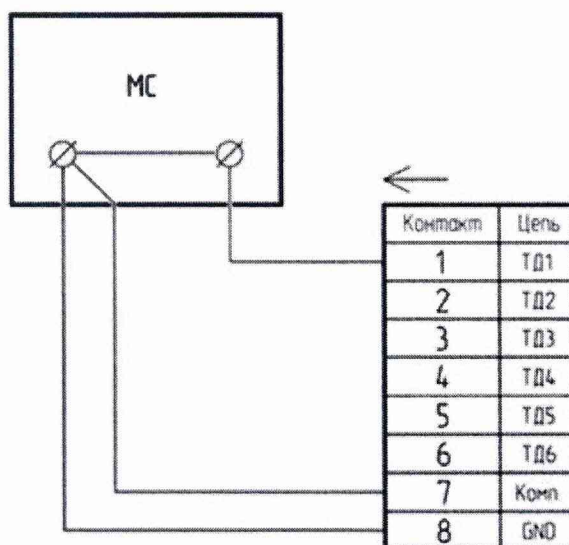 МС
Контакт Цепь
1 ТД1
2 ТД2
3 ТД3
4 ТД4
5 ТД5
6 ТД6
7 Комп
8 GND